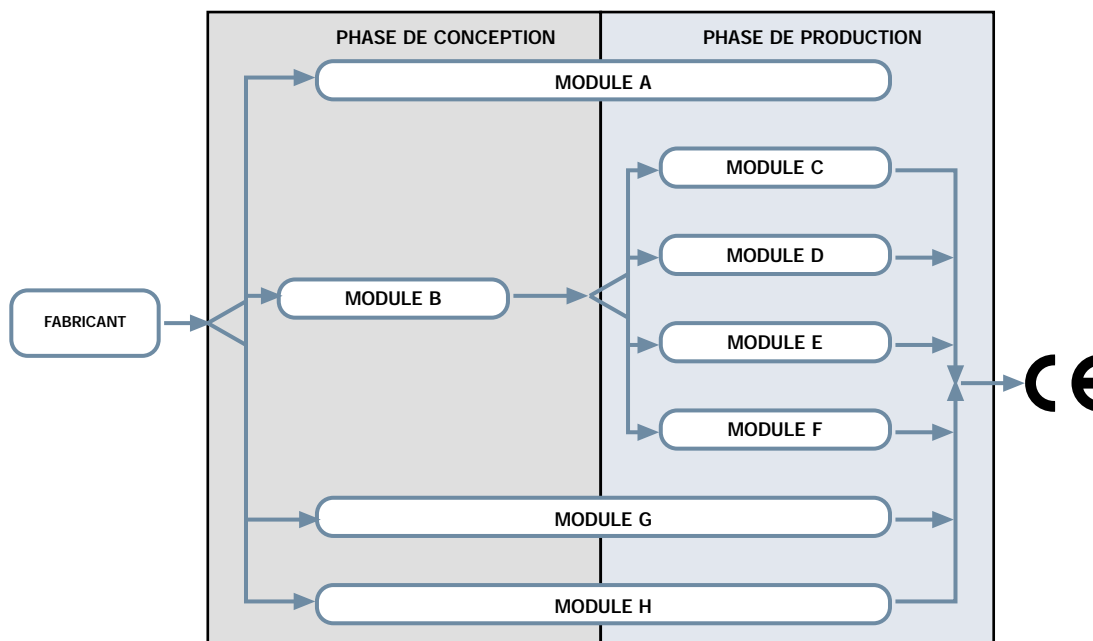 PHASE DE CONCEPTION
PHASE DE PRODUCTION
MODULE A
MODULE C
MODULE D
MODULE B
FABRICANT
MODULE E
CE
MODULE F
MODULE G
MODULE H